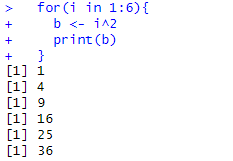 > for(i in 1:6){
+ b <- i^2
+ print(b)
+ }
[1] 1
[1] 4
[1] 9
[1] 16
[1] 25
[1] 36